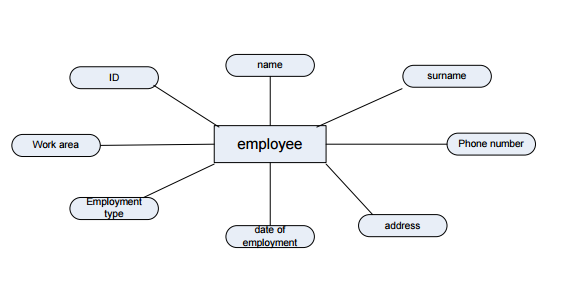 name
ID
surname
Work area
employee
Phone number
Employment
type
address
date of
employment